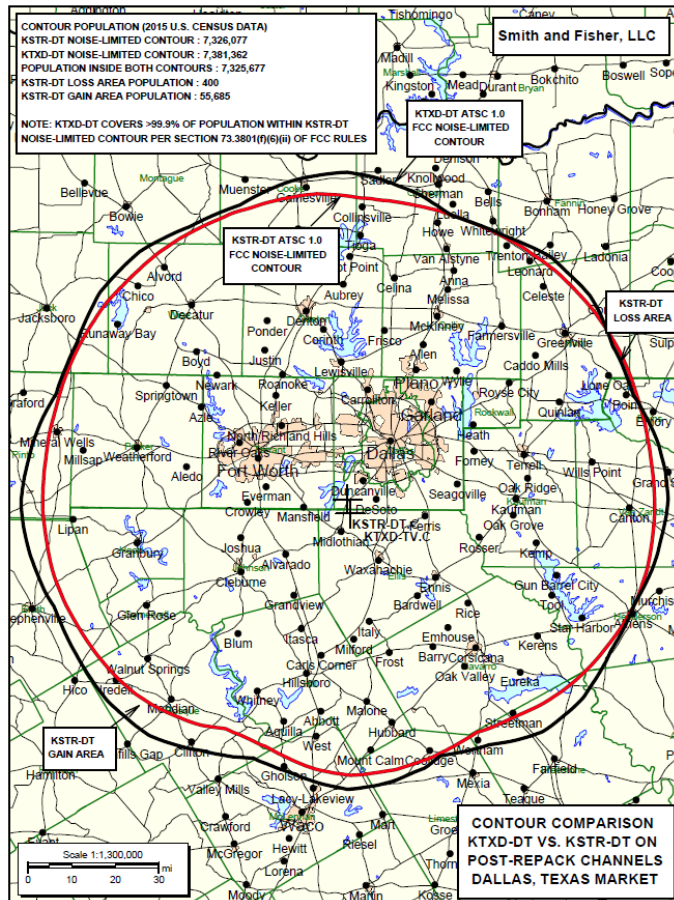 CONTOUR POPULATION (2015 U.S. CENSUS DATA)
KSTR-DT NOISE-LIMITED CONTOUR : 7,326,077
KTXD-DT NOISE-LIMITED CONTOUR : 7,381,362
POPULATION INSIDE BOTH CONTOURS : 7,325,677
KSTR-DT LOSS AREA POPULATION : 400
KSTR-DT GAIN AREA POPULATION : 55,685
NOTE: KTXD-DT COVERS >99.9% OF POPULATION WITHIN KSTR-DT
NOISE-LIMITED CONTOUR PER SECTION 73.3801(f)(6)(ii) OF FCC RULES
Smith and Fisher, LLC
Tishomingo
Madill
Kingston
Mead
Durant
Bryan
Bokchito
Boswell
KTXD-DT ATSC 1.0
FCC NOISE-LIMITED
CONTOUR
Denison
Montague
Bellevue
Bowie
Muenster
Gainesville
Sherman
Bells
Luella
Bonham
Fannin
Honey Grove
Collinsville
Howe
Whitewright
Tioga
KSTR-DT ATSC 1.0
FCC NOISE-LIMITED
CONTOUR
Van Alstyne
Trenton
Bailey
Leonard
Ladonia
Alvord
Chico
Anna
Aubrey
Celina
Melissa
Celeste
KSTR-DT
LOSS AREA
Jacksboro
Runaway Bay
Decatur
Ponder
Denton
Corinth
Frisco
McKinney
Farmersville
Greenville
Boyd
Justin
Allen
Caddo Mills
Lewisville
Newark
Roanoke
Plano
Wylie
Royse City
Springtown
Keller
Carrollton
Garland
Rockwall
Quinlan
Azle
North Richland Hills
Heath
Mineral Wells
Parker
River Oaks
Dallas
Millsap
Weatherford
Fort Worth
Forney
Terrell
Wills Point
Aledo
Everman
Duncanville
Seagoville
Oak Ridge
Crowley
Mansfield
DeSoto
Kaufman
Canton
Lipan
KSTR-DT.C
KTXD-TV.C
Ferris
Oak Grove
Joshua
Midlothian
Rosser
Kemp
Granbury
Alvarado
Waxahachie
Cleburne
Ellis
Ennis
Gun Barrel City
Grandview
Bardwell
Rice
Tool
Glen Rose
Star Harbor
Athens
Itasca
Italy
Emhouse
Blum
Milford
Kerens
Carls Corner
Frost
Barry
Corsicana
Walnut Springs
Hillsboro
Oak Valley
Eureka
Hico
Iredell
Whitney
Malone
Meridian
Abbott
Streetman
Aquilla
Hubbard
KSTR-DT
GAIN AREA
Clifton
West
Mount Calm
Coolidge
Wortham
Fairfield
Hamilton
Gholson
Mexia
Valley Mills
Lacy-Lakeview
Teague
Crawford
Waco
Mart
McGregor
Hewitt
Riesel
Lorena
Moody
Marlin
Kosse
Scale 1:1,300,000
0 10 20 30
mi
CONTOUR COMPARISON
KTXD-DT VS. KSTR-DT ON
POST-REPACK CHANNELS
DALLAS, TEXAS MARKET